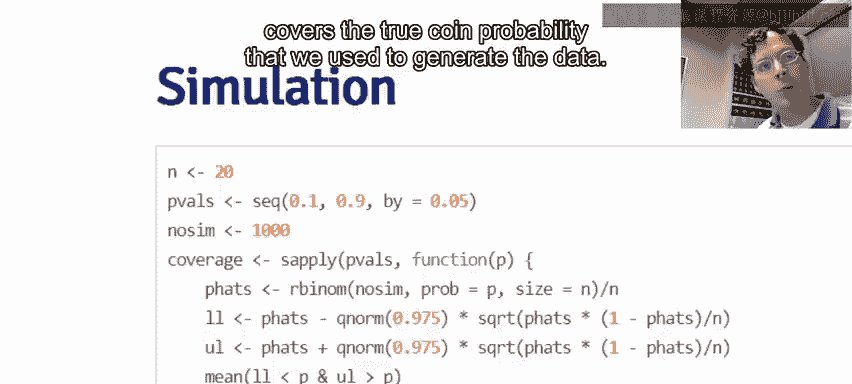 covers the true coin probability
that we used to generate the data.
Simulation
n <- 20
pvals <- seq(0.1, 0.9, by = 0.05)
nosim <- 1000
coverage <- sapply(pvals, function(p) {
phats <- rbinom(nosim, prob = p, size = n)/n
ll <- phats - qnorm(0.975) * sqrt(phats * (1 - phats)/n)
ul <- phats + qnorm(0.975) * sqrt(phats * (1 - phats)/n)
mean(ll < p & ul > p)